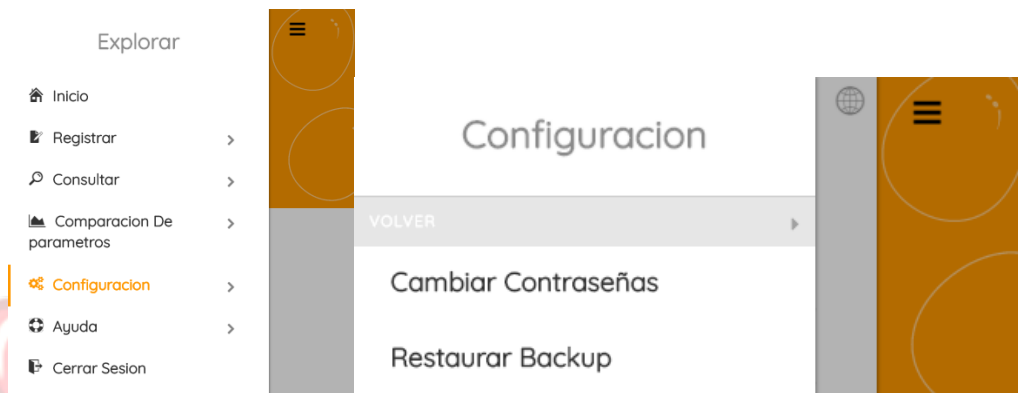 Explorar
Inicio
Registrar
Consultar
Comparacion De
parametros
Configuracion
Ayuda
Cerrar Sesion
Configuracion
VOLVER
Cambiar Contraseñas
Restaurar Backup